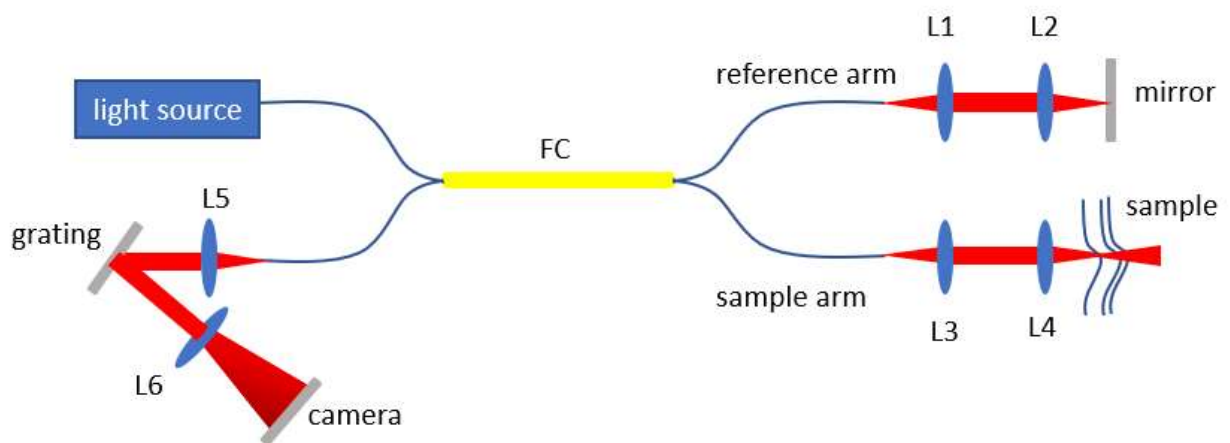 L1
L2
reference arm
mirror
light source
FC
L5
sample
grating
sample arm
L3
L4
L6
camera